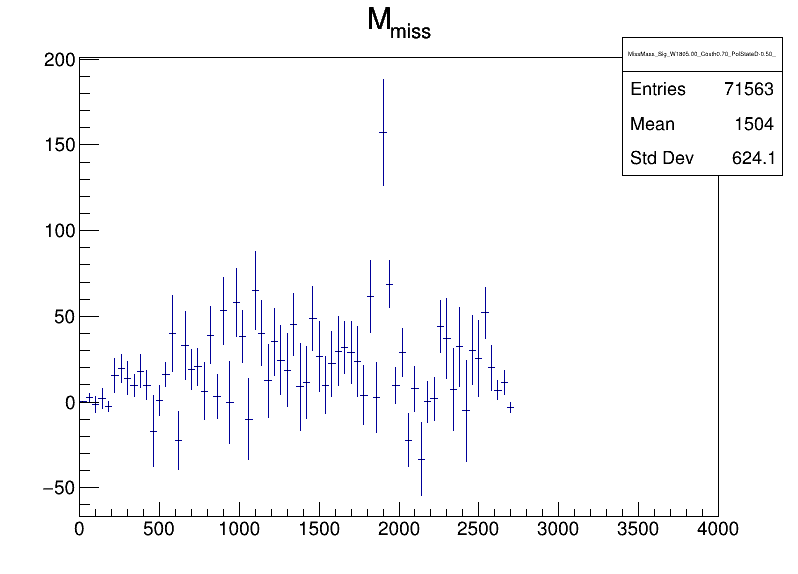 M_miss
MissMass_Sig_W1805.00_Costh0.70_PolStateD-0.50_
Entries 71563
Mean 1504
Std Dev 624.1
200
150
100
50
0
−50
0 500 1000 1500 2000 2500 3000 3500 4000